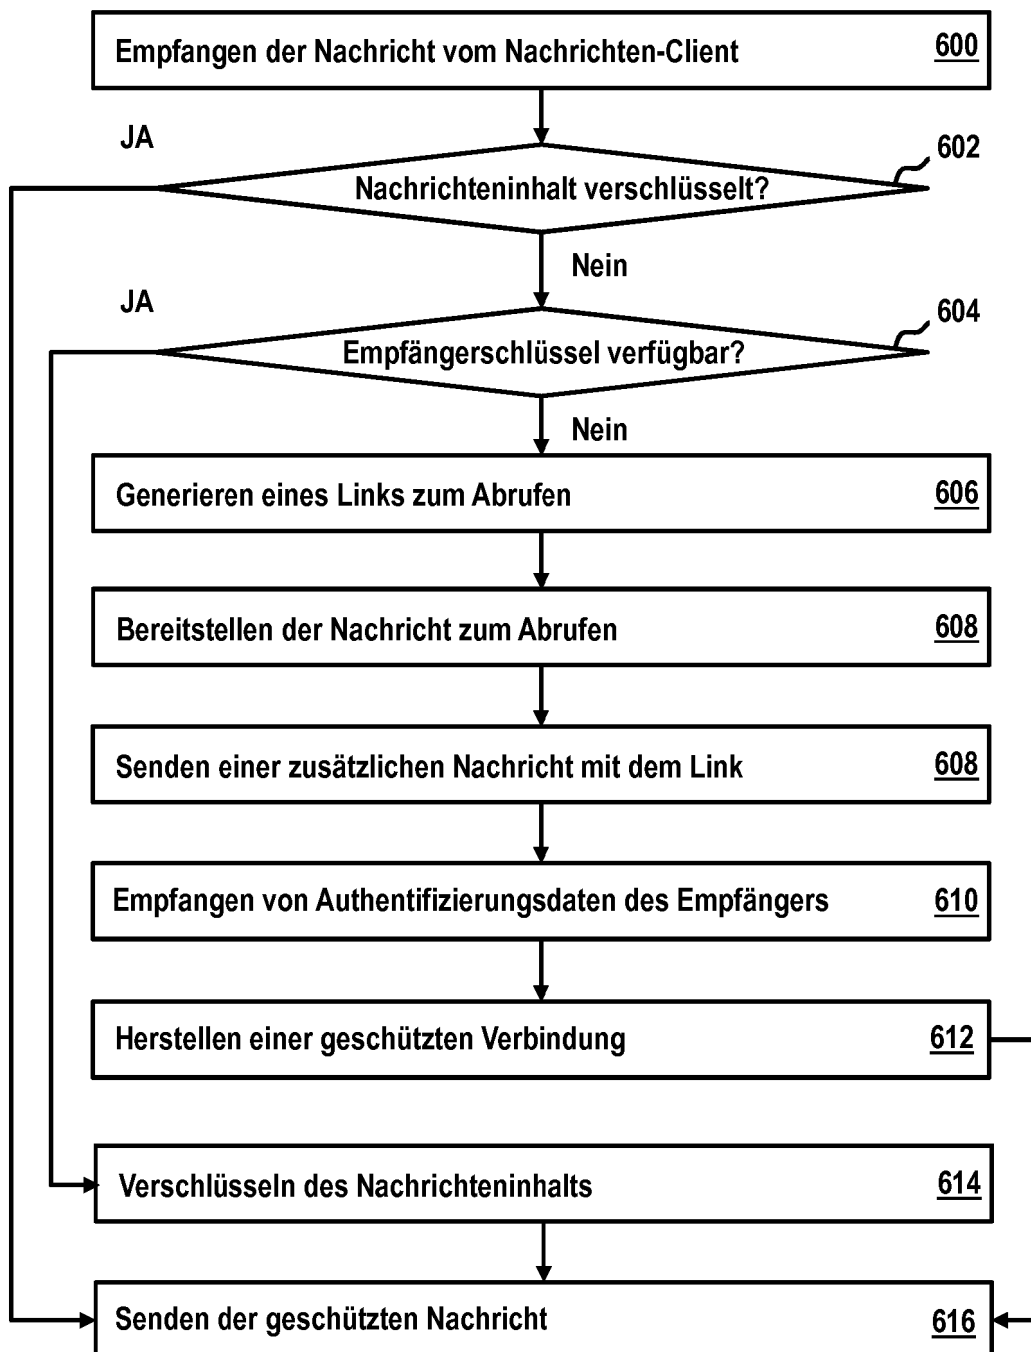 Empfangen der Nachricht vom Nachrichten-Client 600
JA
602
Nachrichteninhalt verschlüsselt?
Nein
JA
604
Empfängerschlüssel verfügbar?
Nein
Generieren eines Links zum Abrufen 606
Bereitstellen der Nachricht zum Abrufen 608
Senden einer zusätzlichen Nachricht mit dem Link 608
Empfangen von Authentifizierungsdaten des Empfängers 610
Herstellen einer geschützten Verbindung 612
Verschlüsseln des Nachrichteninhalts 614
Senden der geschützten Nachricht 616